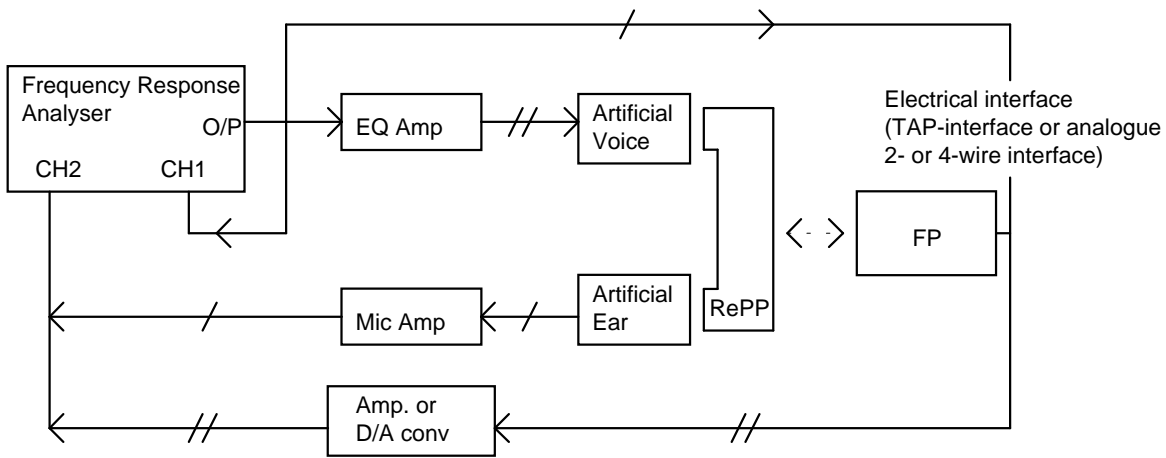 Frequency Response
Analyser
O/P
CH2
CH1
EQ Amp
Artificial
Voice
Electrical interface
(TAP-interface or analogue
2- or 4-wire interface)
FP
Mic Amp
Artificial
Ear
RePP
Amp. or
D/A conv